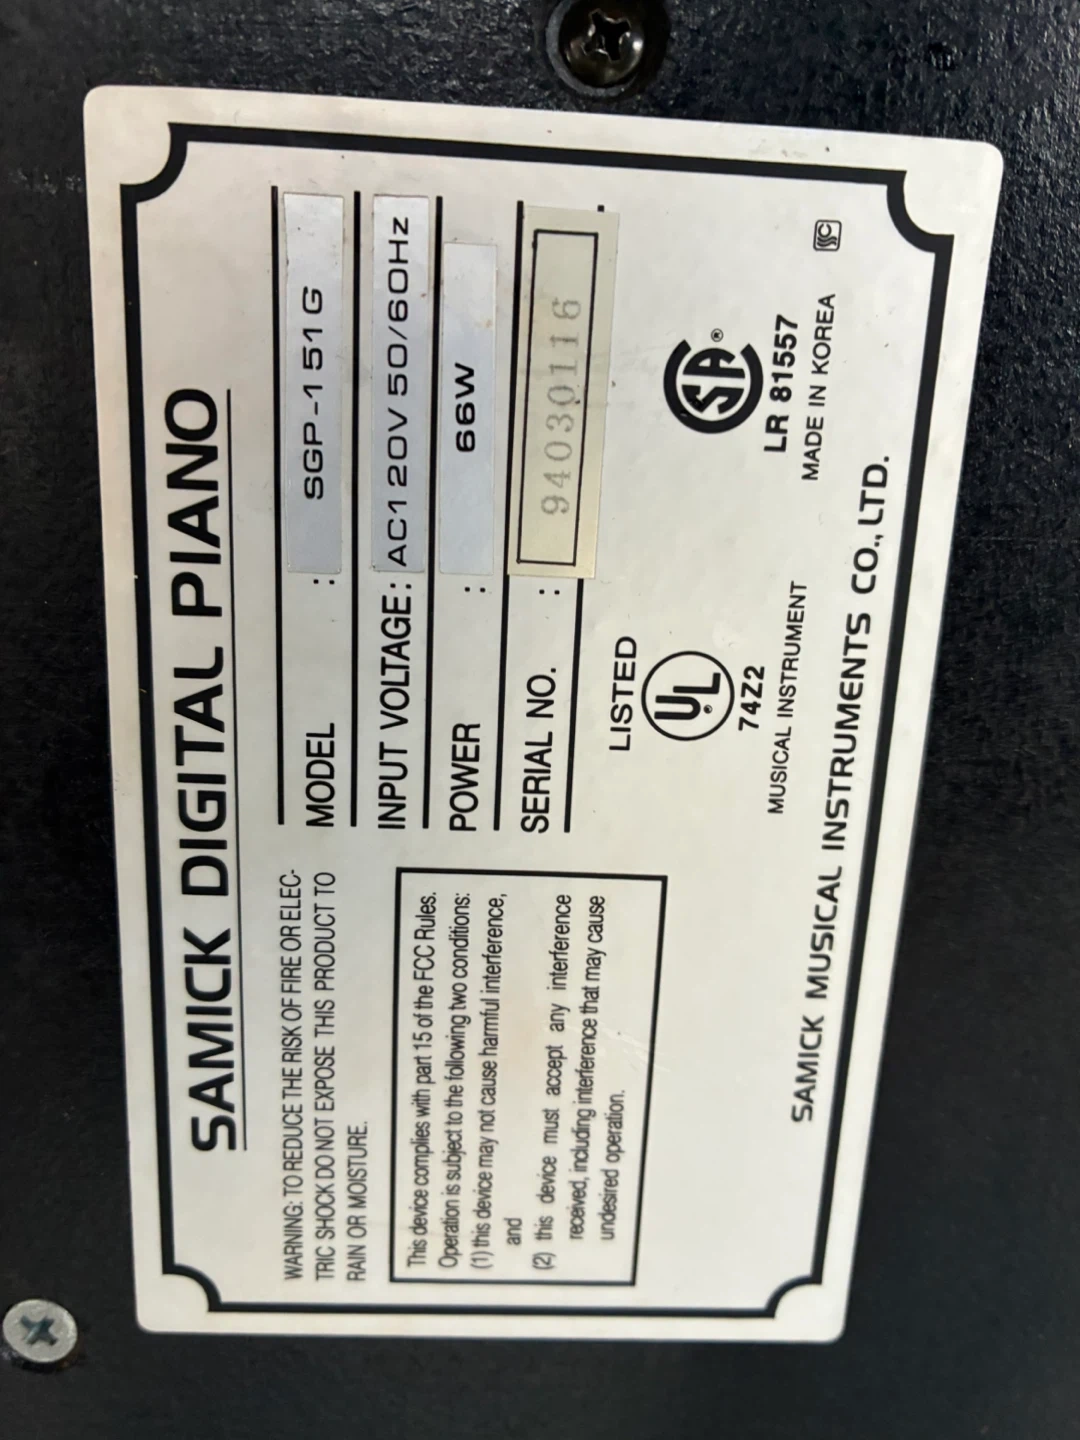 SAMICK DIGITAL PIANO
WARNING: TO REDUCE THE RISK OF FIRE OR ELEC-
TRIC SHOCK DO NOT EXPOSE THIS PRODUCT TO
RAIN OR MOISTURE.
This device complies with part 15 of the FCC Rules.
Operation is subject to the following two conditions:
(1) this device may not cause harmful interference,
and
(2) this device must accept any interference
received, including interference that may cause
undesired operation.
MODEL : SGP-151G
INPUT VOLTAGE: AC120V 50/60Hz
POWER : 66W
SERIAL NO. : 94030116
LISTED
UL
74Z2
MUSICAL INSTRUMENT
SA®
LR 81557
MADE IN KOREA
SAMICK MUSICAL INSTRUMENTS CO., LTD.